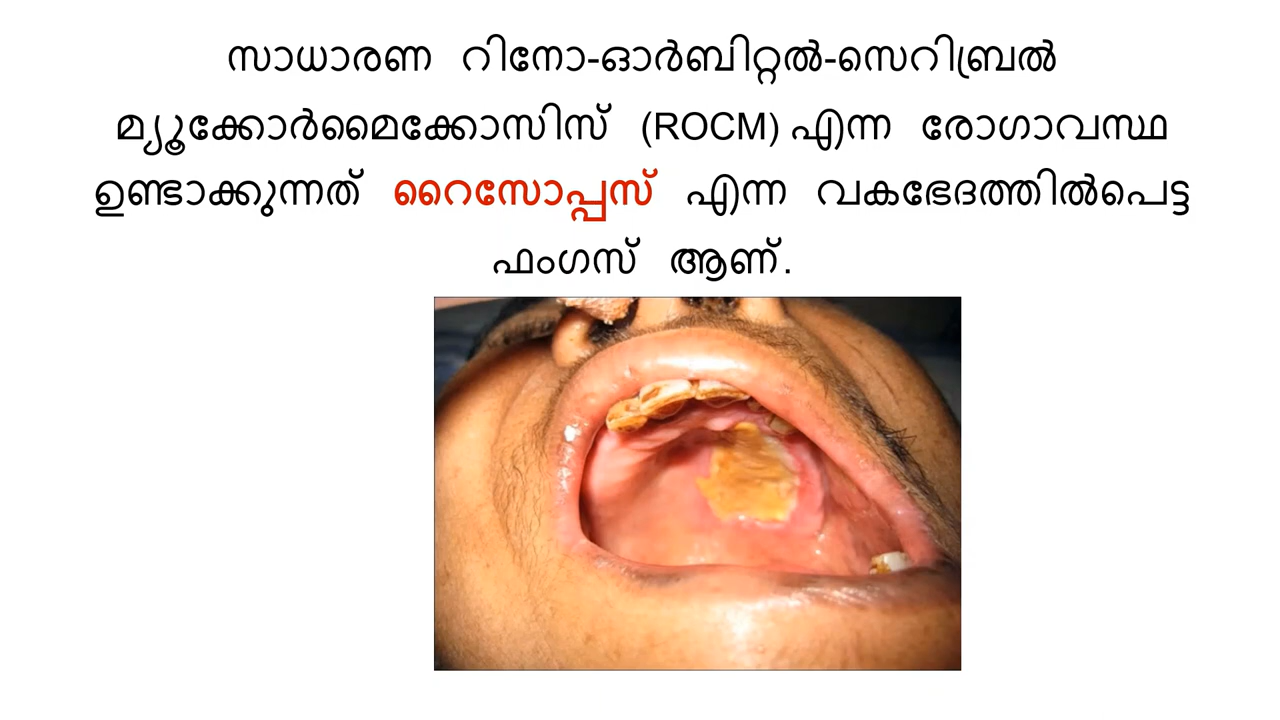 സാധാരണ റിനോ-ഓർബിറ്റൽ-സെറിബ്രൽ
മ്യൂക്കോർമൈക്കോസിസ് (ROCM) എന്ന രോഗാവസ്ഥ
ഉണ്ടാക്കുന്നത് റൈസോപ്പസ് എന്ന വകഭേദത്തിൽപെട്ട
ഫംഗസ് ആണ്.